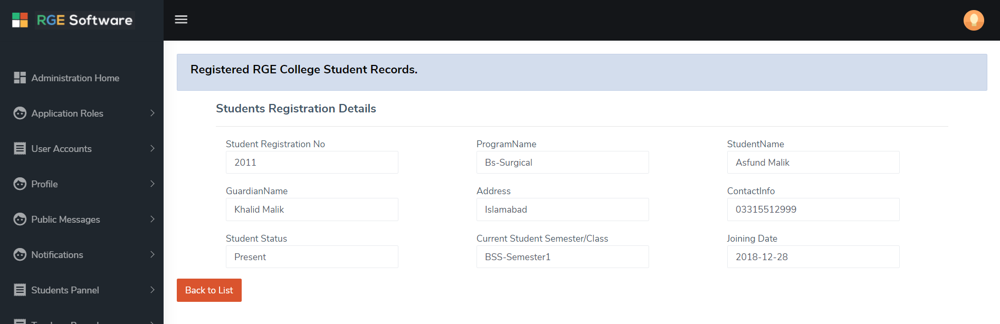 RGE Software
Administration Home
Application Roles
User Accounts
Profile
Public Messages
Notifications
Students Pannel
Registered RGE College Student Records.
Students Registration Details
Student Registration No ProgramName StudentName
2011 Bs-Surgical Asfund Malik
GuardianName Address ContactInfo
Khalid Malik Islamabad 03315512999
Student Status Current Student Semester/Class Joining Date
Present BSS-Semester1 2018-12-28
Back to List